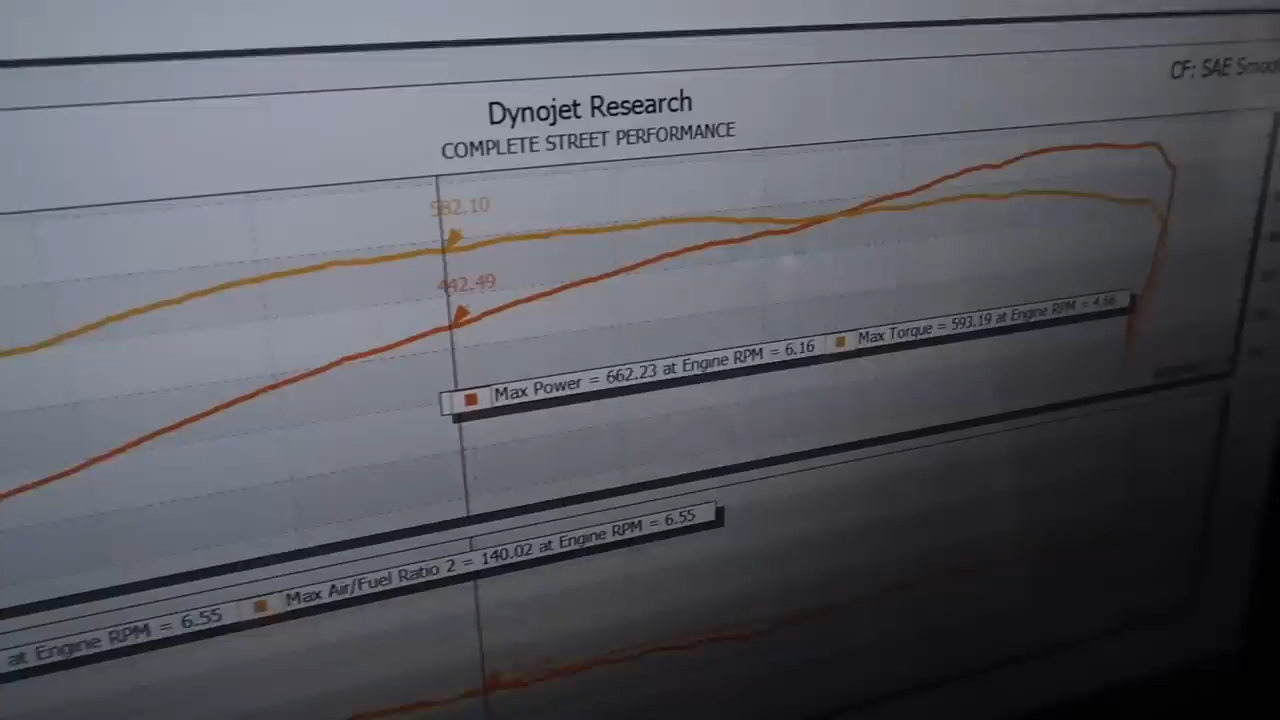 CF: SAE
Dynojet Research
COMPLETE STREET PERFORMANCE
582.10
442.49
Max Power = 662.23 at Engine RPM = 6.16 Max Torque = 593.19 at Engine RPM = 4.66
at Engine RPM = 6.55 Max Air/Fuel Ratio 2 = 140.02 at Engine RPM = 6.55